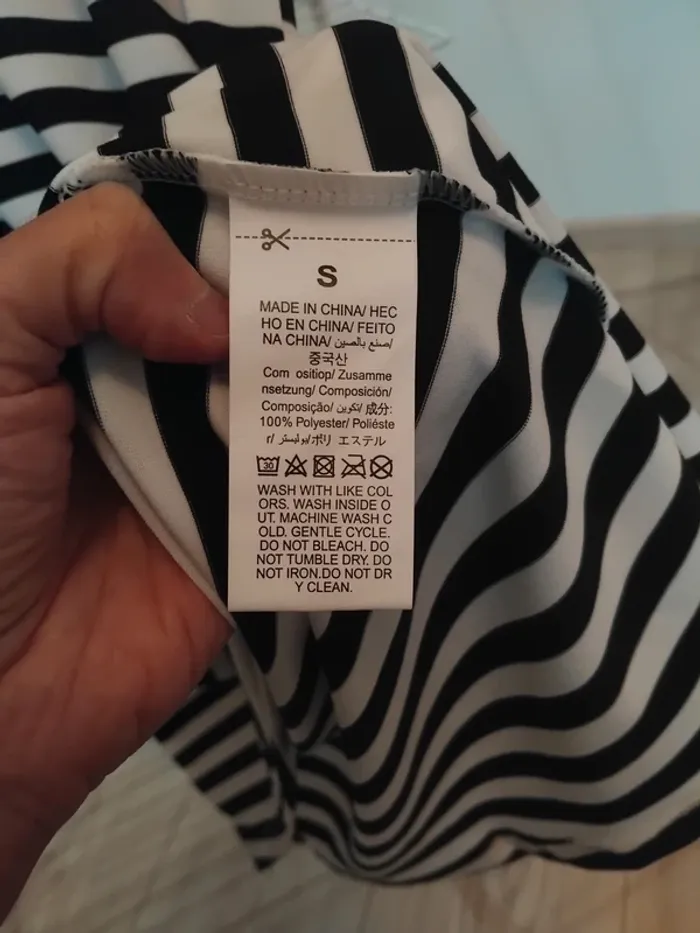 S
MADE IN CHINA/ HEC
HO EN CHINA/ FEITO
NA CHINA/ صنع بالصين/
중국산
Com ositiop/ Zusamme
nsetzung/ Composición/
Composição/ تكوين/ 成分:
100% Polyester/ Poliéste
r/ بوليستر/ポリ エステル
30
WASH WITH LIKE COL
ORS. WASH INSIDE O
UT. MACHINE WASH C
OLD. GENTLE CYCLE.
DO NOT BLEACH. DO
NOT TUMBLE DRY. DO
NOT IRON.DO NOT DR
Y CLEAN.